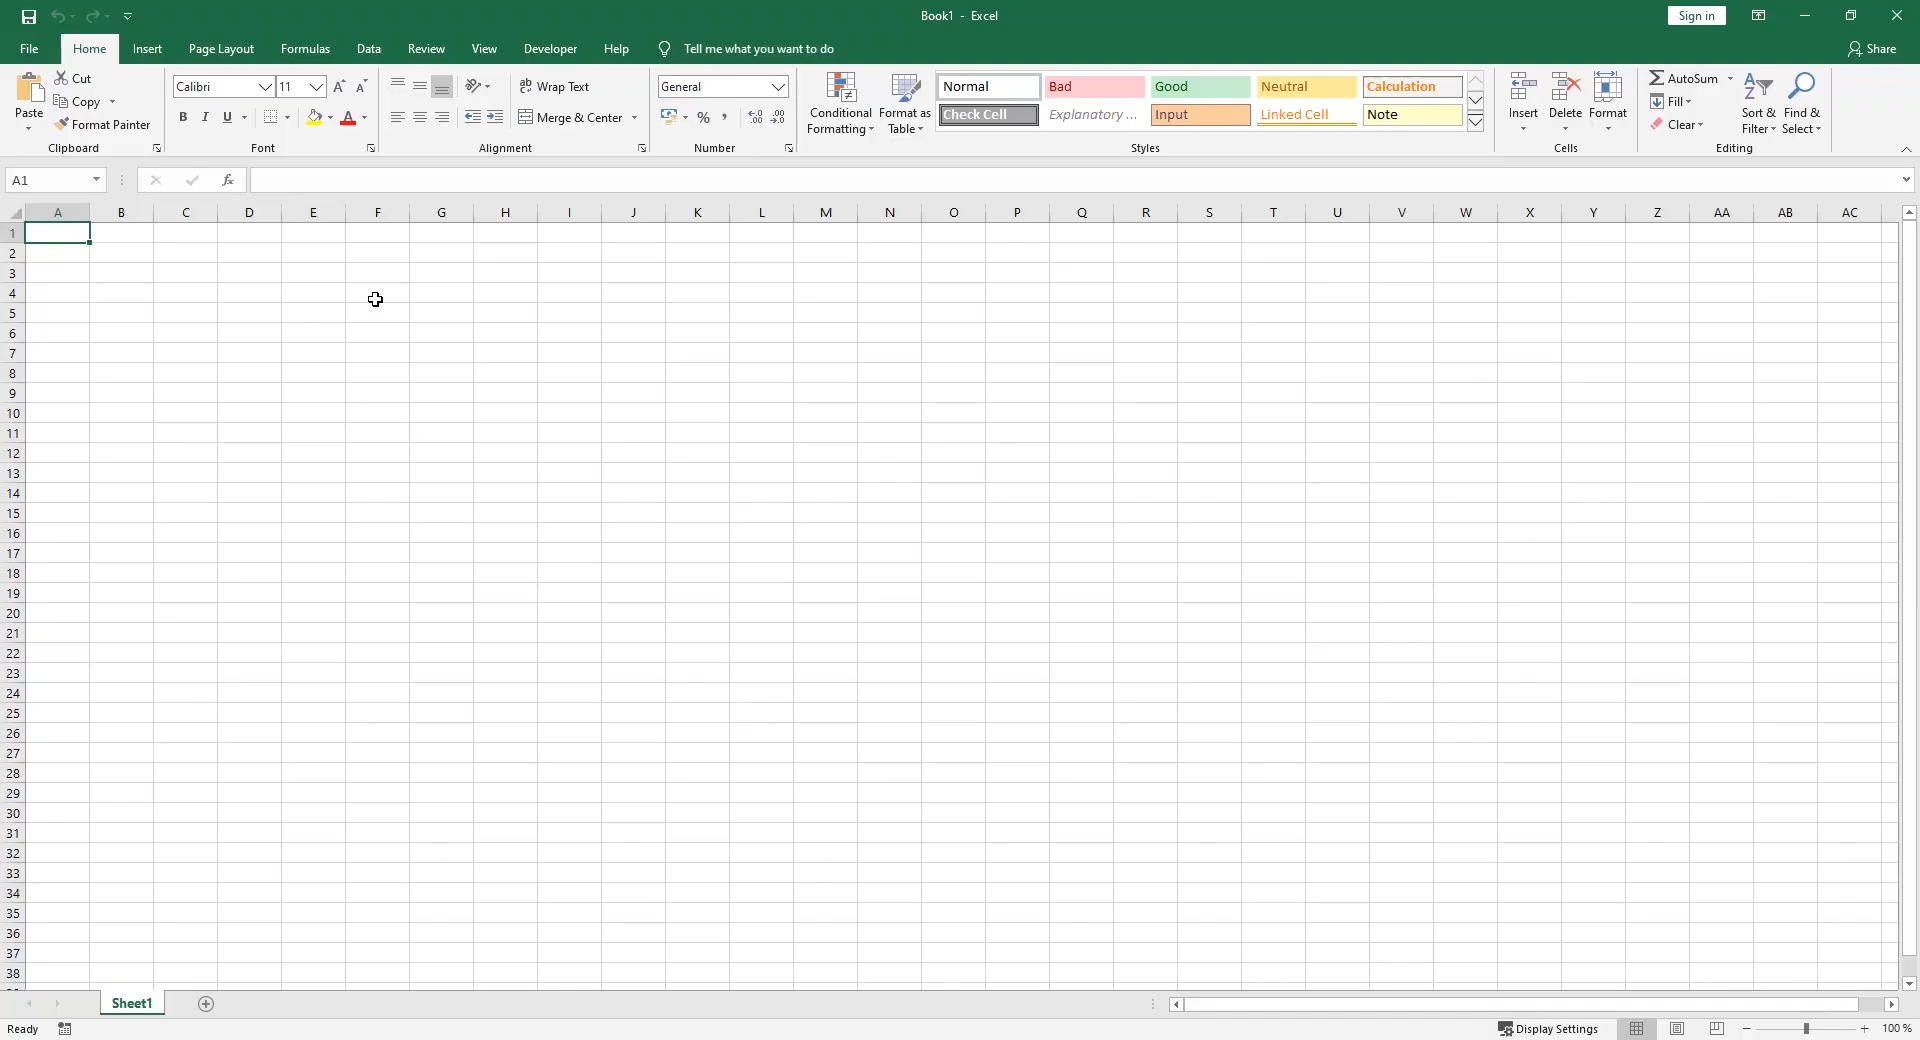 Book1 - Excel
Sign in
File Home Insert Page Layout Formulas Data Review View Developer Help Tell me what you want to do Share
Paste
Cut
Copy
Format Painter
Clipboard
Calibri 11
B I U
Font
Wrap Text
Merge & Center
Alignment
General
%
Number
Conditional Formatting
Format as Table
Normal Bad Good Neutral Calculation
Check Cell Explanatory ... Input Linked Cell Note
Styles
Insert Delete Format
Cells
AutoSum
Fill
Clear
Sort & Filter
Find & Select
Editing
A1
fx
A B C D E F G H I J K L M N O P Q R S T U V W X Y Z AA AB AC
1
2
3
4
5
6
7
8
9
10
11
12
13
14
15
16
17
18
19
20
21
22
23
24
25
26
27
28
29
30
31
32
33
34
35
36
37
38
Sheet1
Ready
Display Settings
100 %